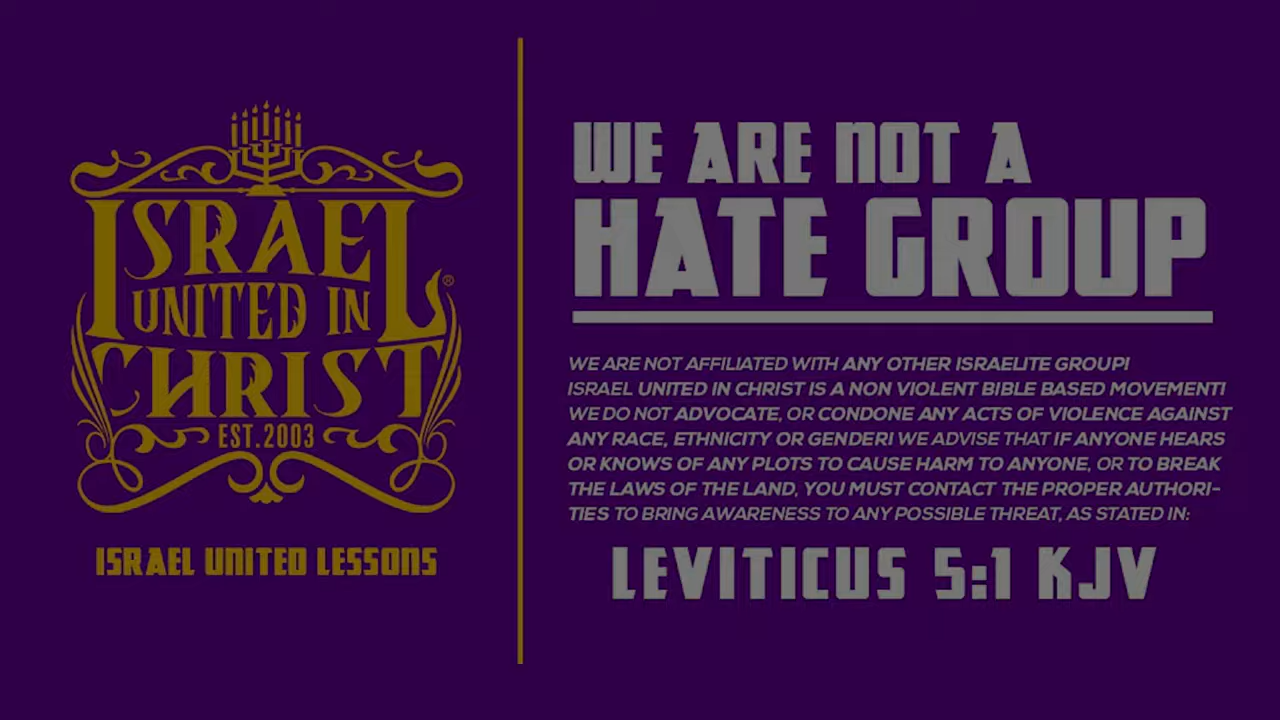 ISRAEL
UNITED IN
CHRIST
®
EST.2003
ISRAEL UNITED LESSONS
WE ARE NOT A
HATE GROUP
WE ARE NOT AFFILIATED WITH ANY OTHER ISRAELITE GROUP!
ISRAEL UNITED IN CHRIST IS A NON VIOLENT BIBLE BASED MOVEMENT!
WE DO NOT ADVOCATE, OR CONDONE ANY ACTS OF VIOLENCE AGAINST
ANY RACE, ETHNICITY OR GENDER! WE ADVISE THAT IF ANYONE HEARS
OR KNOWS OF ANY PLOTS TO CAUSE HARM TO ANYONE, OR TO BREAK
THE LAWS OF THE LAND, YOU MUST CONTACT THE PROPER AUTHORI-
TIES TO BRING AWARENESS TO ANY POSSIBLE THREAT, AS STATED IN:
LEVITICUS 5:1 KJV